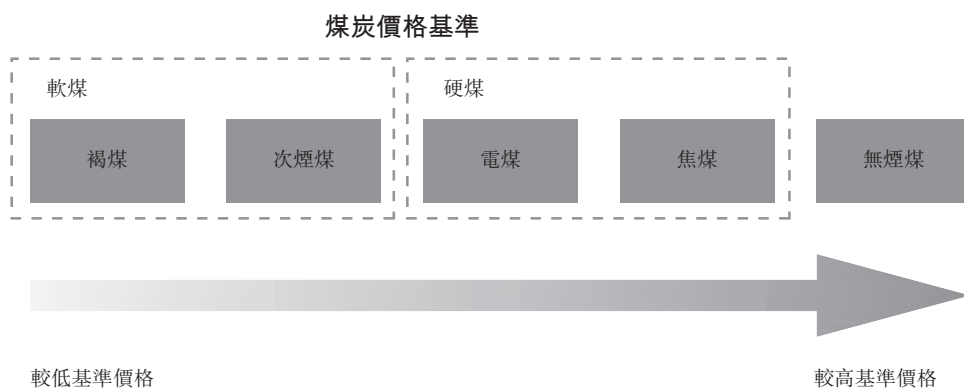 煤炭價格基準
軟煤
硬煤
褐煤
次煙煤
電煤
焦煤
無煙煤
較低基準價格
較高基準價格